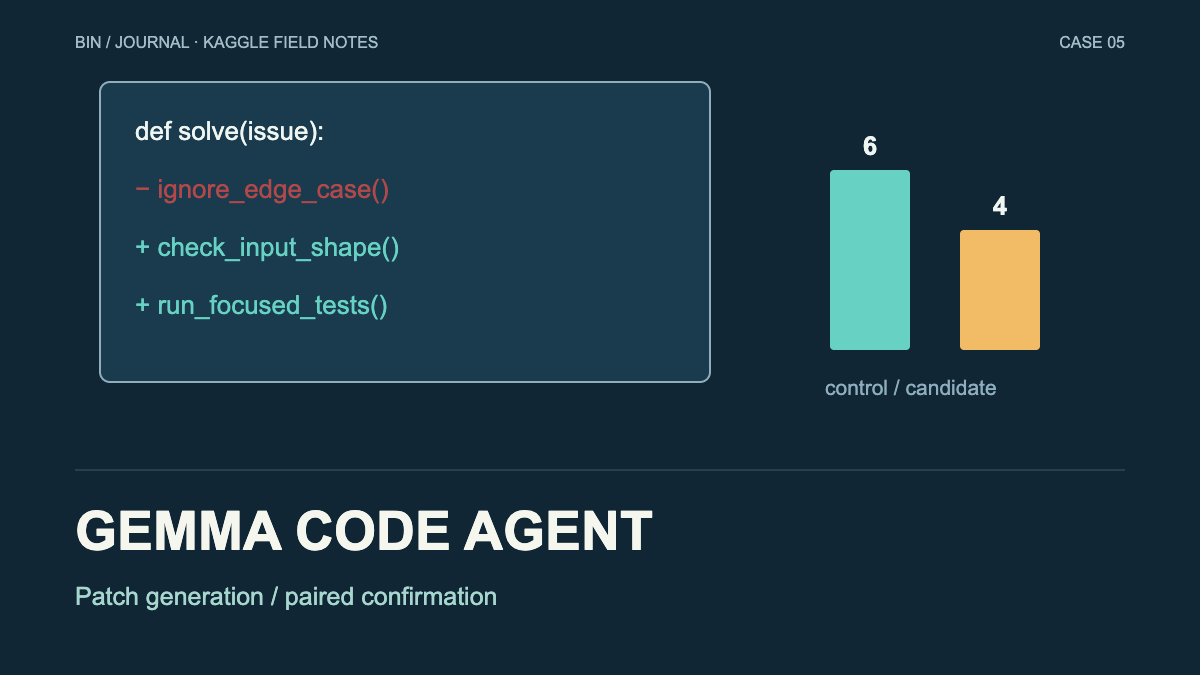 BIN / JOURNAL · KAGGLE FIELD NOTES
CASE 05
def solve(issue):
− ignore_edge_case()
+ check_input_shape()
+ run_focused_tests()
6
4
control / candidate
GEMMA CODE AGENT
Patch generation / paired confirmation